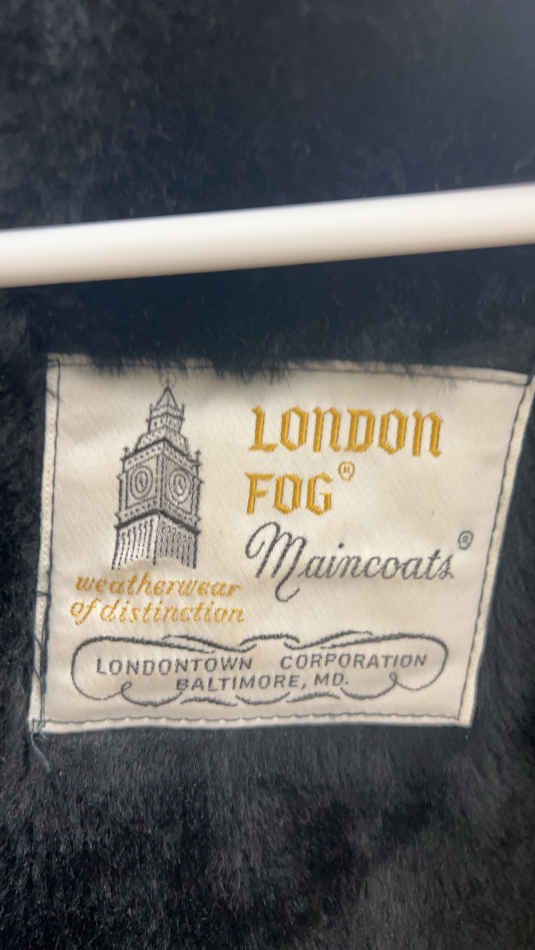 LONDON
FOG®
Maincoats®
weatherwear
of distinction
LONDONTOWN CORPORATION
BALTIMORE, MD.